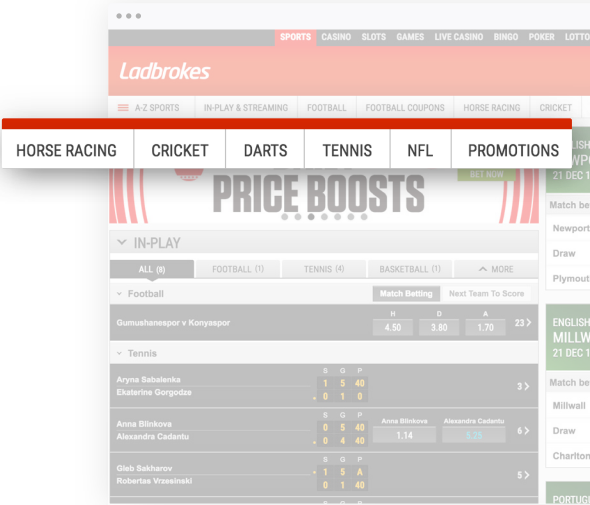 SPORTS CASINO SLOTS GAMES LIVE CASINO BINGO POKER LOTTO
Ladbrokes
A-Z SPORTS IN-PLAY & STREAMING FOOTBALL FOOTBALL COUPONS HORSE RACING CRICKET
HORSE RACING CRICKET DARTS TENNIS NFL PROMOTIONS
BET NOW
21 DEC 1
PRICE BOOSTS
Match be
Newport
IN-PLAY
Draw
ALL (8) FOOTBALL (1) TENNIS (4) BASKETBALL (1) MORE
Plymout
Football Match Betting Next Team To Score
H D A
Gumushanespor v Konyaspor 4.50 3.80 1.70 23
ENGLISH
MILLW
21 DEC 1
Tennis
S G P
Aryna Sabalenka 1 5 40
Ekaterine Gorgodze 0 1 0
3
Match be
Millwall
S G P
Anna Blinkova 0 5 40
Alexandra Cadantu 0 4 40
Anna Blinkova Alexandra Cadantu
1.14 3.29 6
Draw
Charlton
S G P
Gleb Sakharov 1 5 A
Robertas Vrzesinski 0 1 40
5
S G P
PORTUG